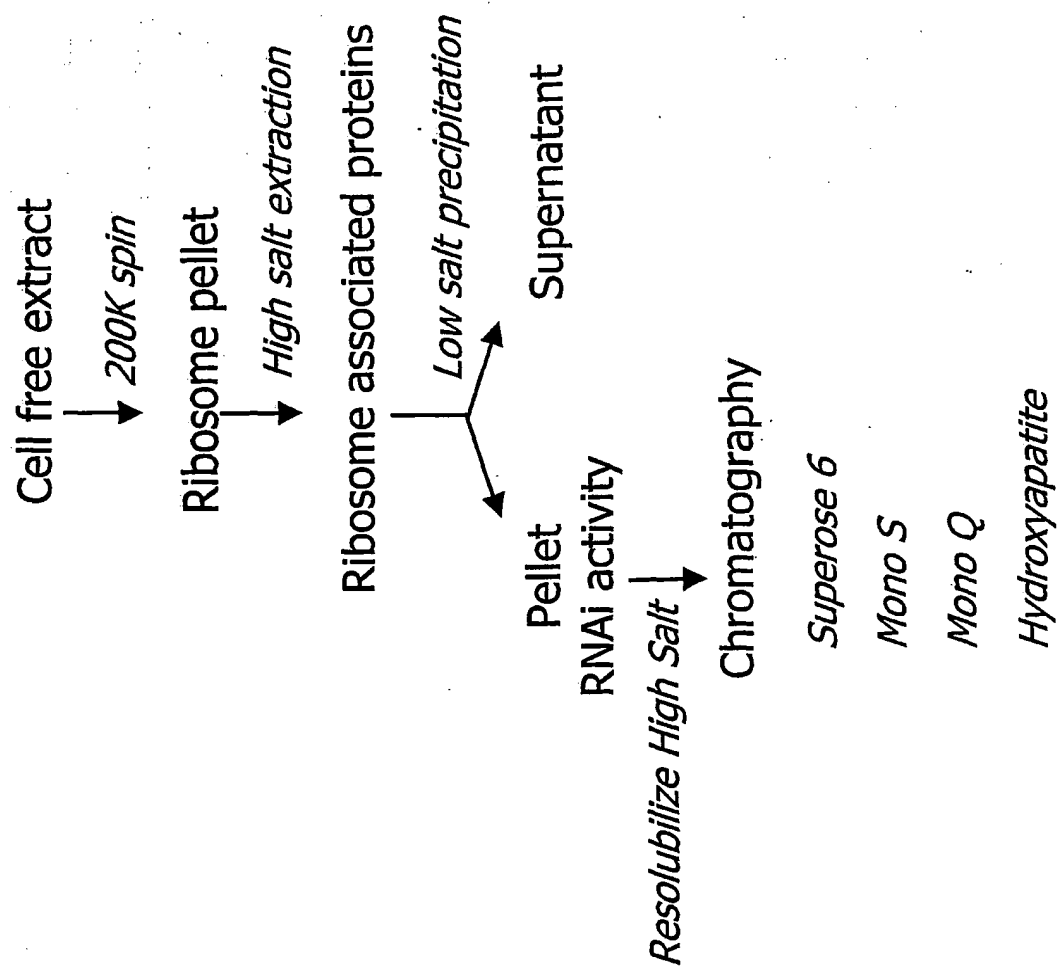 Cell free extract
200K spin
Ribosome pellet
High salt extraction
Ribosome associated proteins
Low salt precipitation
Pellet
Supernatant
RNAi activity
Resolubilize High Salt
Chromatography
Superose 6
Mono S
Mono Q
Hydroxyapatite